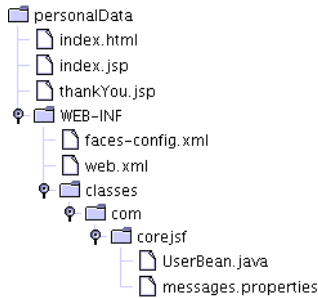 personalData
index.html
index.jsp
thankYou.jsp
WEB-INF
faces-config.xml
web.xml
classes
com
corejsf
UserBean.java
messages.properties